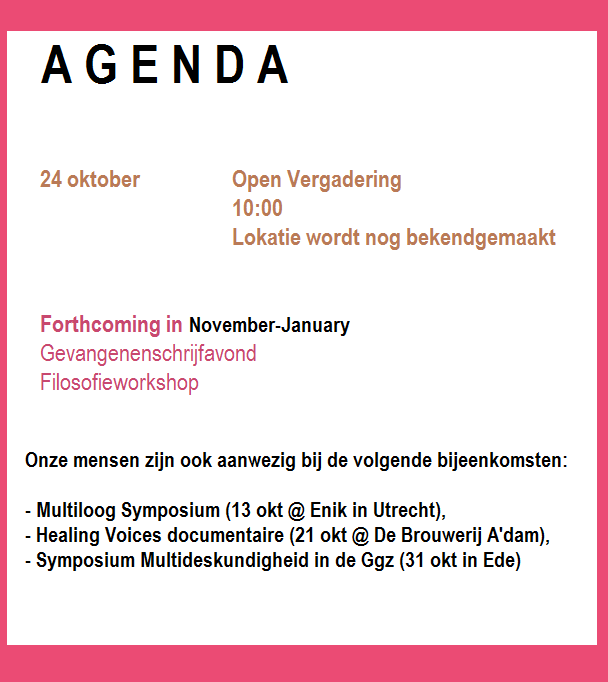 AGENDA
24 oktober Open Vergadering
10:00
Lokatie wordt nog bekendgemaakt
Forthcoming in November-January
Gevangenenschrijfavond
Filosofieworkshop
Onze mensen zijn ook aanwezig bij de volgende bijeenkomsten:
- Multiloog Symposium (13 okt @ Enik in Utrecht),
- Healing Voices documentaire (21 okt @ De Brouwerij A'dam),
- Symposium Multideskundigheid in de Ggz (31 okt in Ede)